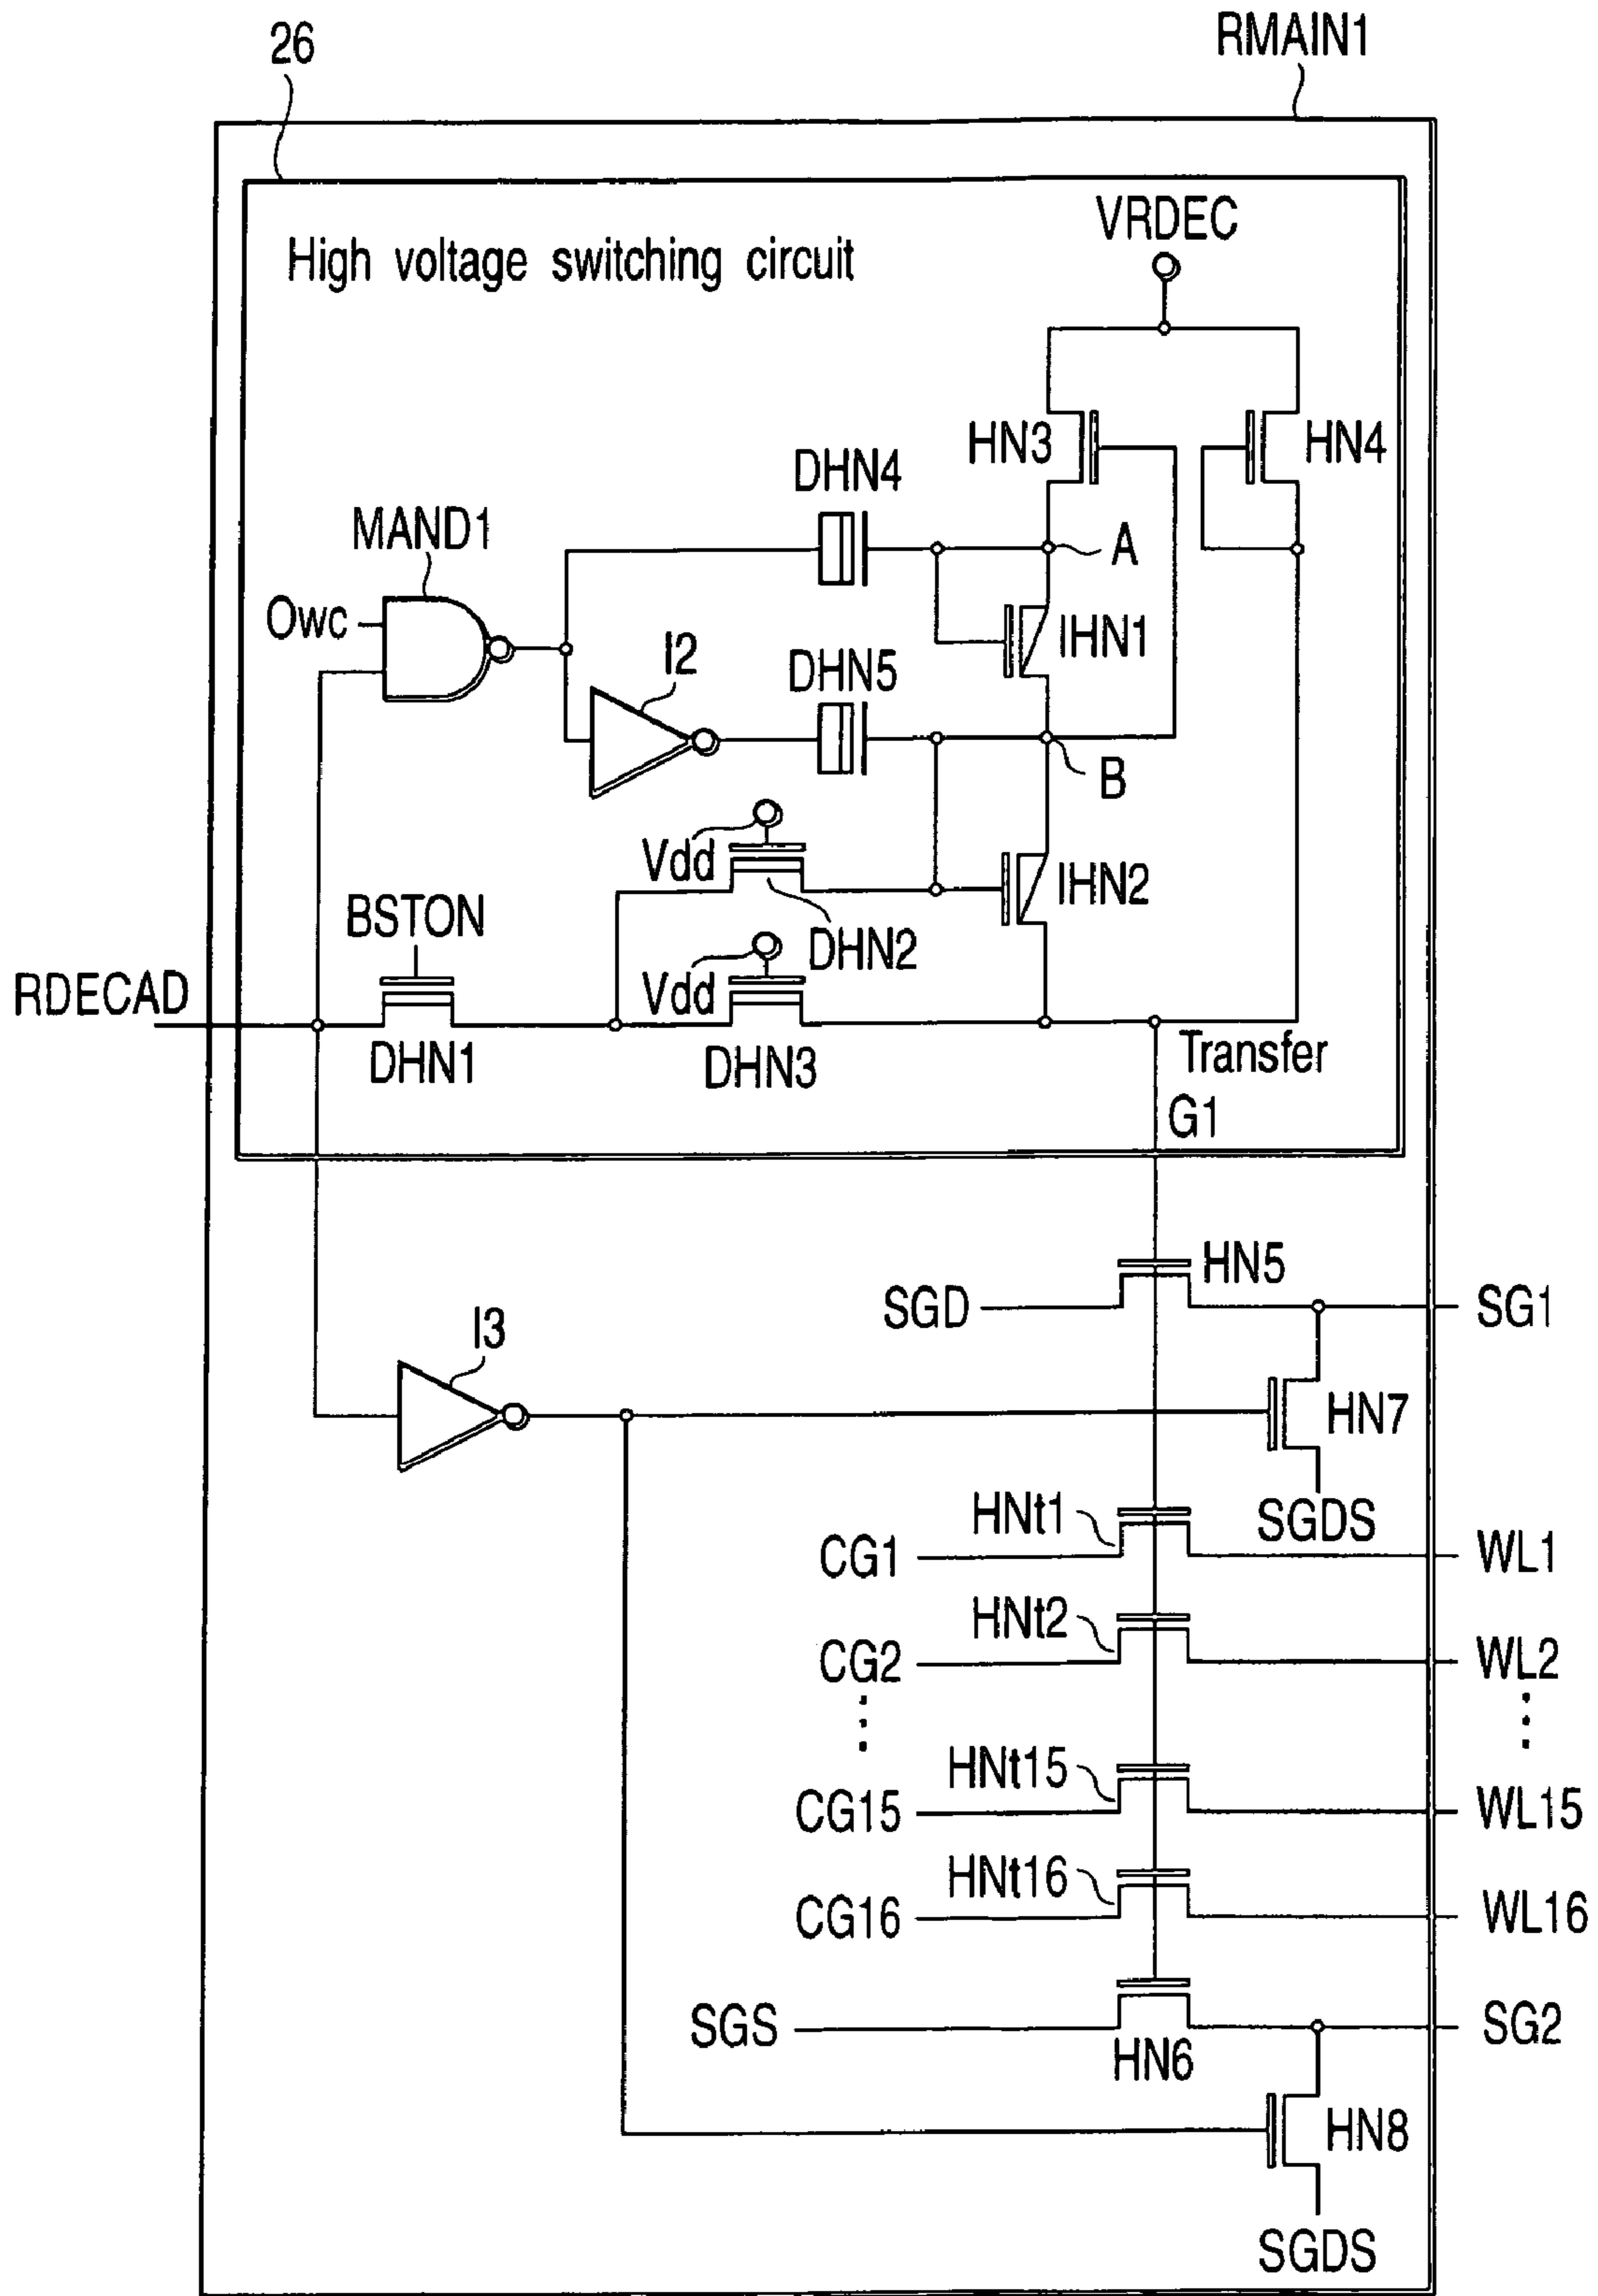 26
RMAIN1
VRDEC
High voltage switching circuit
HN3
HN4
DHN4
MAND1
A
Owc
IHN1
I2
DHN5
B
Vdd
IHN2
BSTON
DHN2
RDECAD
Vdd
DHN1
DHN3
Transfer
G1
HN5
SGD
SG1
I3
HN7
HNt1
SGDS
CG1
WL1
HNt2
CG2
WL2
HNt15
CG15
WL15
HNt16
CG16
WL16
SGS
SG2
HN6
HN8
SGDS